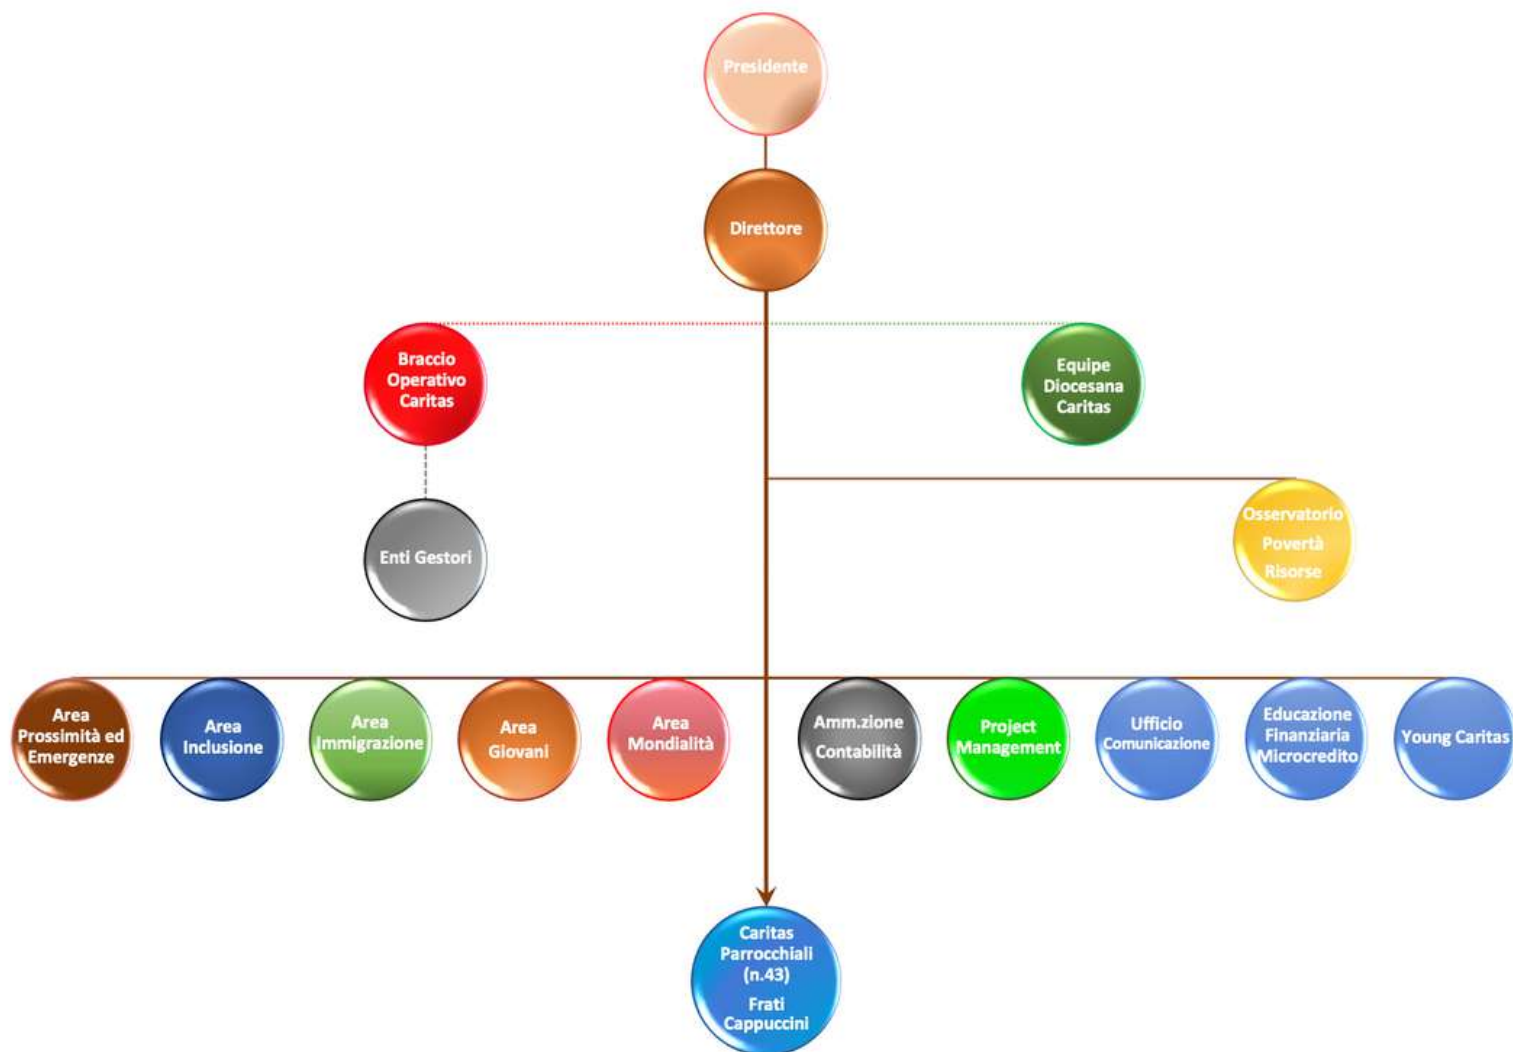 Presidente
Direttore
Braccio
Operativo
Caritas
Equipe
Diocesana
Caritas
Enti Gestori
Osservatorio
Povertà
Risorse
Area
Prossimità ed
Emergenze
Area
Inclusione
Area
Immigrazione
Area
Giovani
Area
Mondialità
Amm.zione
Contabilità
Project
Management
Ufficio
Comunicazione
Educazione
Finanziaria
Microcredito
Young Caritas
Caritas
Parrocchiali
(n.43)
Frati
Cappuccini